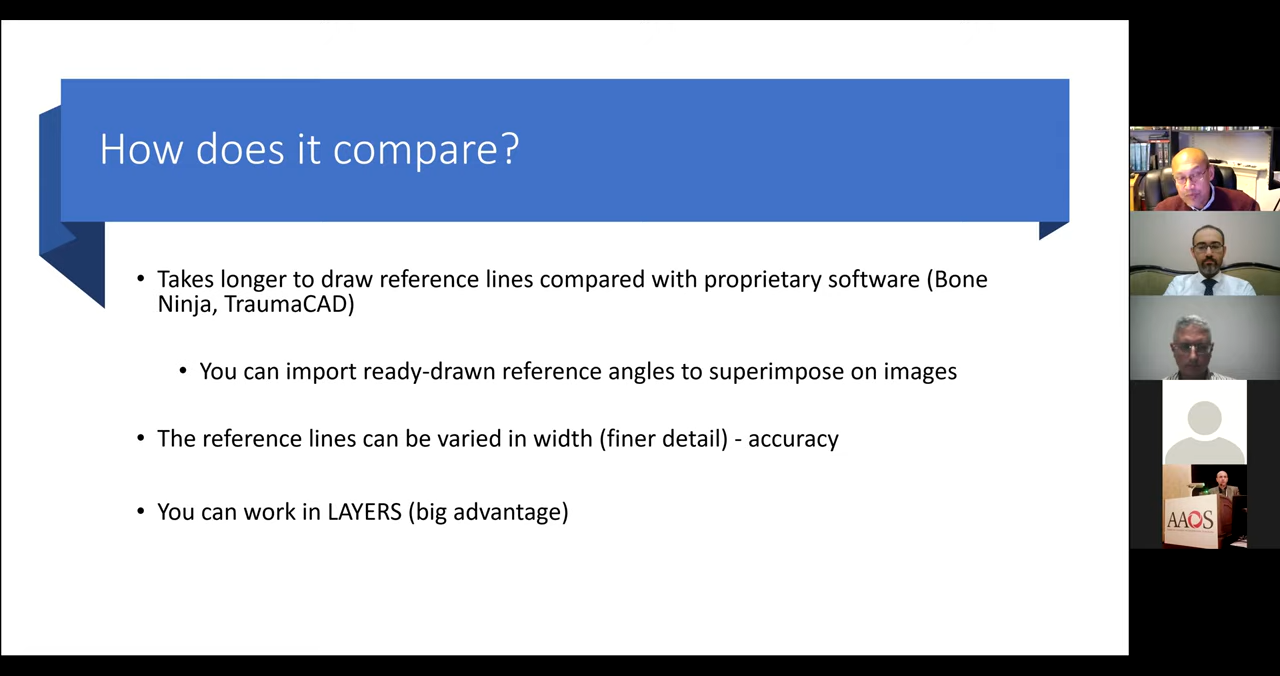 How does it compare?
• Takes longer to draw reference lines compared with proprietary software (Bone
Ninja, TraumaCAD)
• You can import ready-drawn reference angles to superimpose on images
• The reference lines can be varied in width (finer detail) - accuracy
• You can work in LAYERS (big advantage)
AAOS